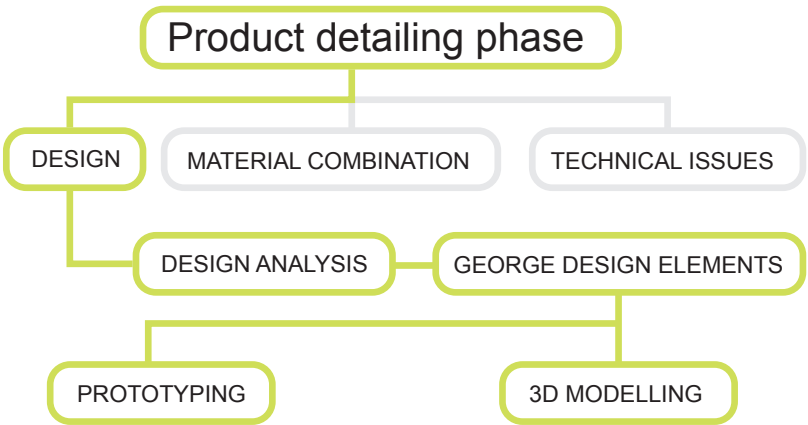 Product detailing phase
DESIGN
MATERIAL COMBINATION
TECHNICAL ISSUES
DESIGN ANALYSIS
GEORGE DESIGN ELEMENTS
PROTOTYPING
3D MODELLING